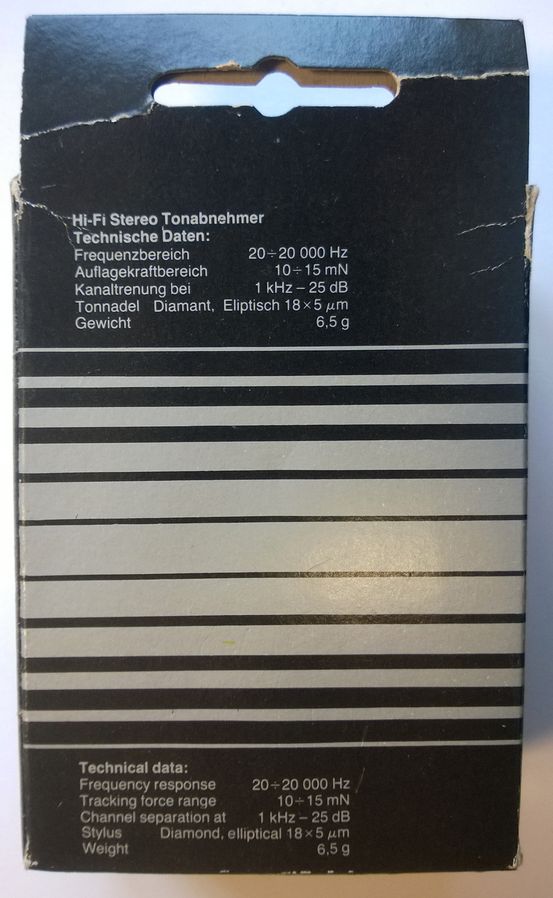 Hi-Fi Stereo Tonabnehmer
Technische Daten:
Frequenzbereich 20÷20 000 Hz
Auflagekraftbereich 10÷15 mN
Kanaltrenung bei 1 kHz – 25 dB
Tonnadel Diamant, Eliptisch 18×5 μm
Gewicht 6,5 g
Technical data:
Frequency response 20÷20 000 Hz
Tracking force range 10÷15 mN
Channel separation at 1 kHz – 25 dB
Stylus Diamond, elliptical 18×5 μm
Weight 6,5 g